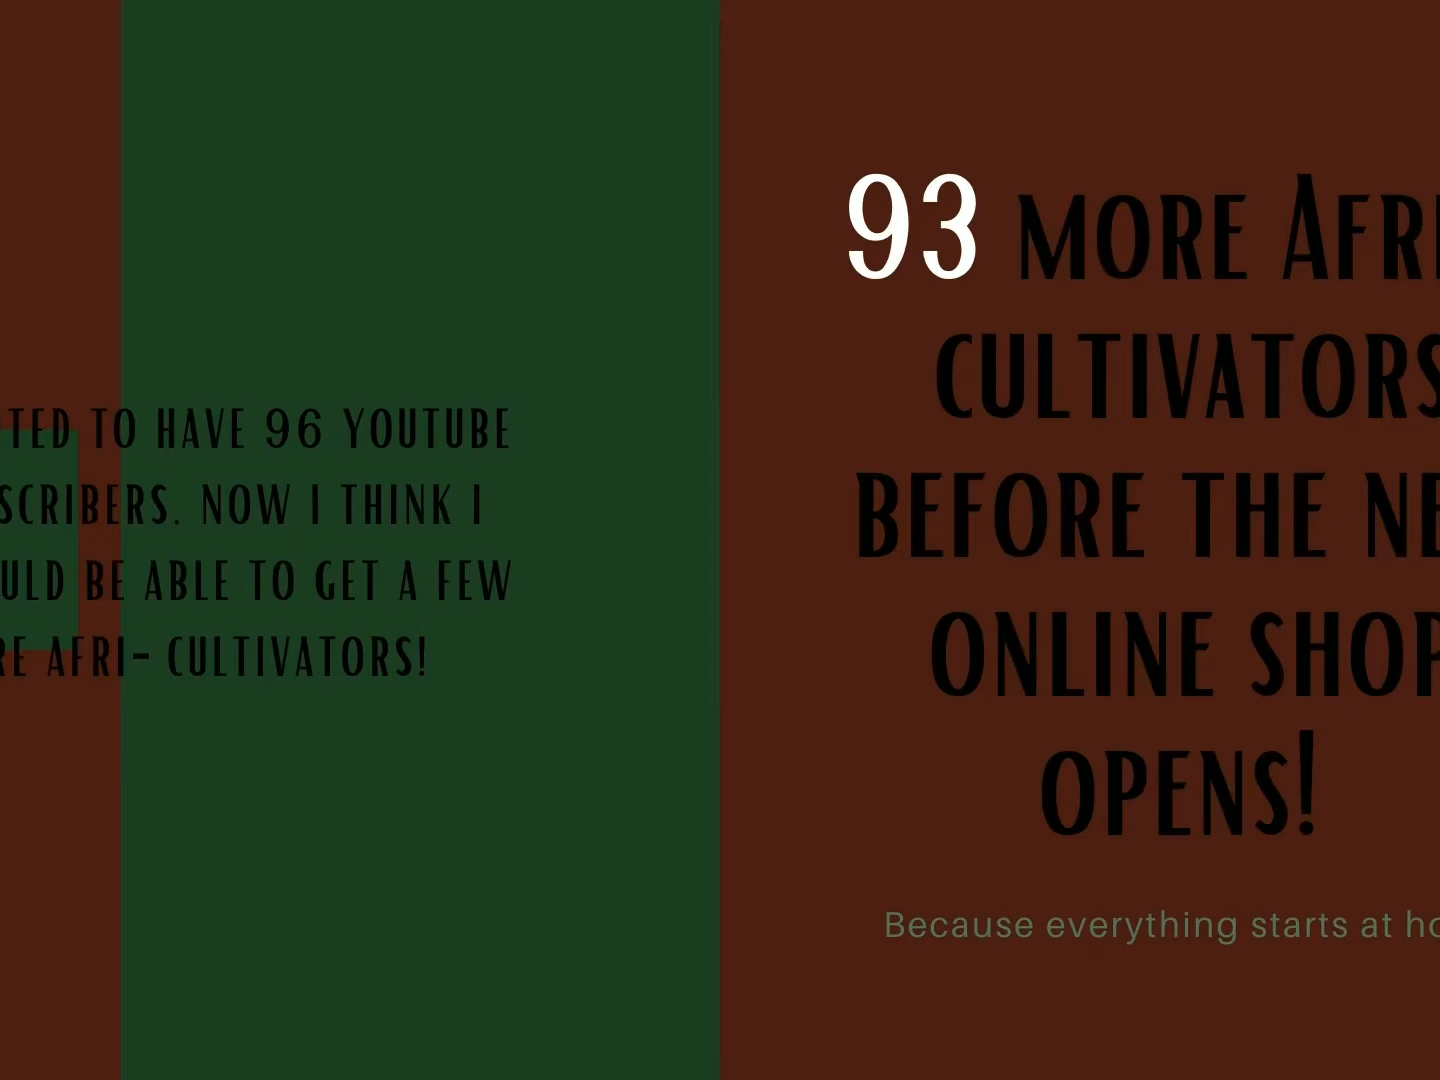 TED TO HAVE 96 YOUTUBE
SCRIBERS. NOW I THINK I
ULD BE ABLE TO GET A FEW
RE AFRI- CULTIVATORS!
93 MORE AFRI
CULTIVATORS
BEFORE THE NE
ONLINE SHOP
OPENS!
Because everything starts at ho